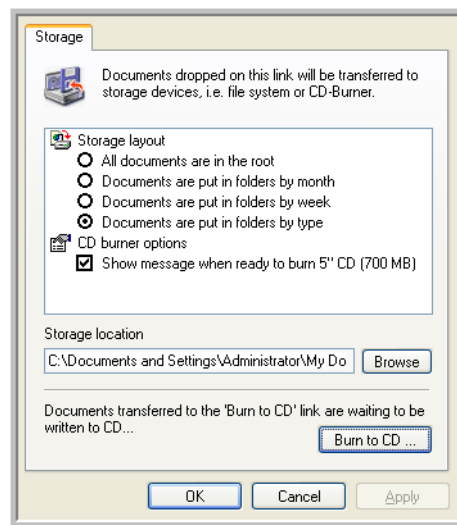 Storage
Documents dropped on this link will be transferred to
storage devices, i.e. file system or CD-Burner.
Storage layout
All documents are in the root
Documents are put in folders by month
Documents are put in folders by week
Documents are put in folders by type
CD burner options
Show message when ready to burn 5" CD (700 MB)
Storage location
C:\Documents and Settings\Administrator\My Do
Browse
Documents transferred to the 'Burn to CD' link are waiting to be
written to CD...
Burn to CD ...
OK
Cancel
Apply